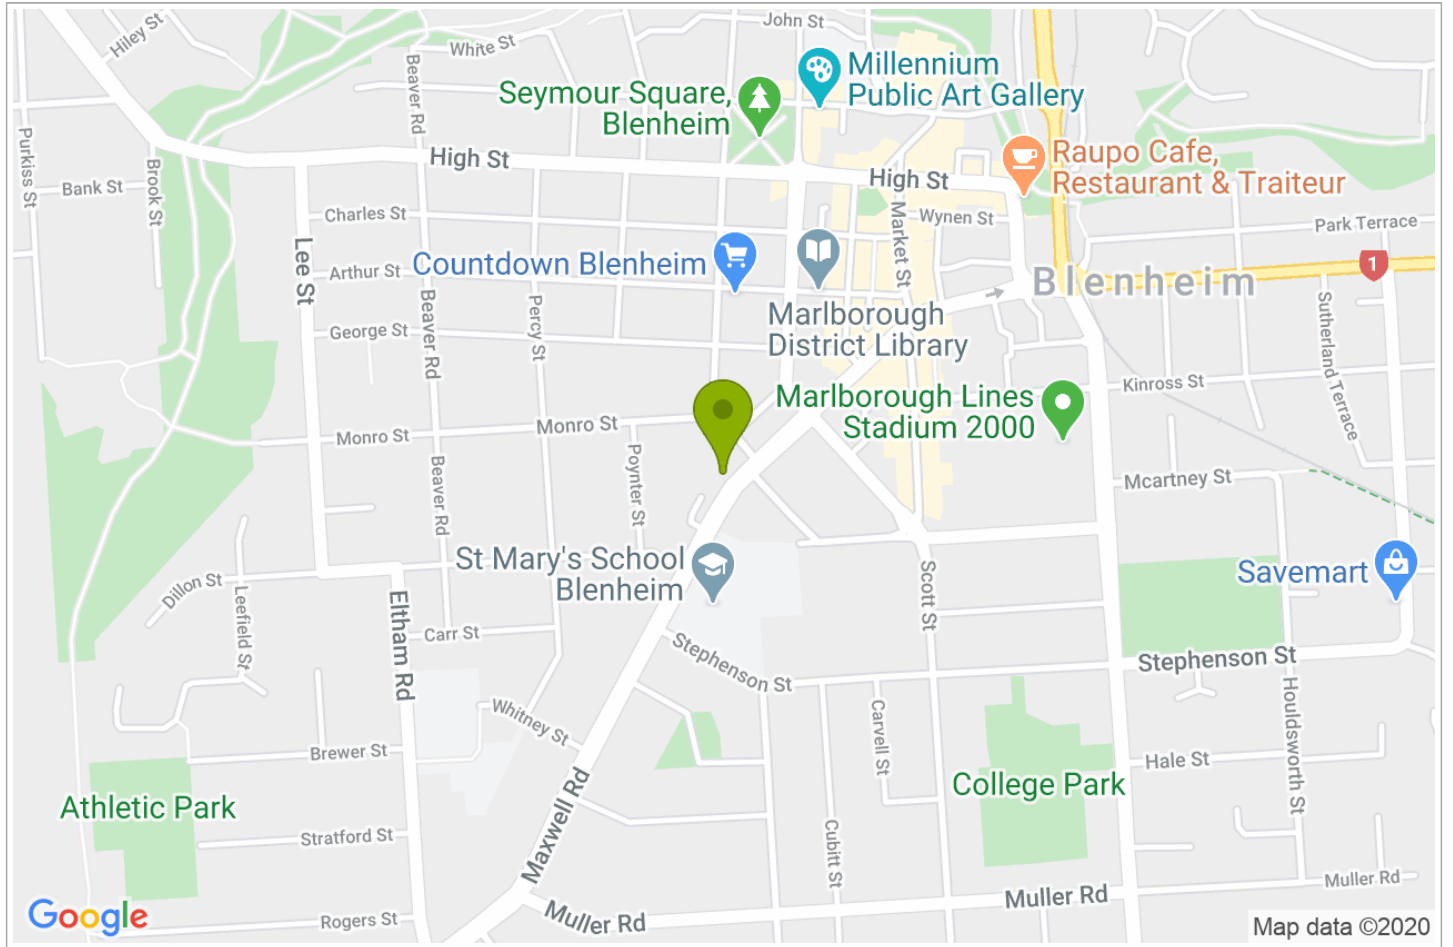 John St
Hiley St
White St
Beaver Rd
Millennium
Public Art Gallery
Seymour Square,
Blenheim
Purkiss St
Brook St
Bank St
High St
High St
Raupo Cafe,
Restaurant & Traiteur
Charles St
Market St
Wynen St
Park Terrace
Lee St
Arthur St
Countdown Blenheim
1
Blenheim
Beaver Rd
Percy St
George St
Marlborough
District Library
Sutherland Terrace
Kinross St
Marlborough Lines
Stadium 2000
Monro St
Monro St
Poynter St
Beaver Rd
Mcartney St
St Mary's School
Blenheim
Savemart
Dillon St
Leefield St
Eltham Rd
Scott St
Carr St
Stephenson St
Stephenson St
Whitney St
Carvell St
Houldsworth St
Brewer St
Hale St
Athletic Park
College Park
Maxwell Rd
Stratford St
Cubitt St
Muller Rd
Muller Rd
Muller Rd
Rogers St
Google
Map data ©2020